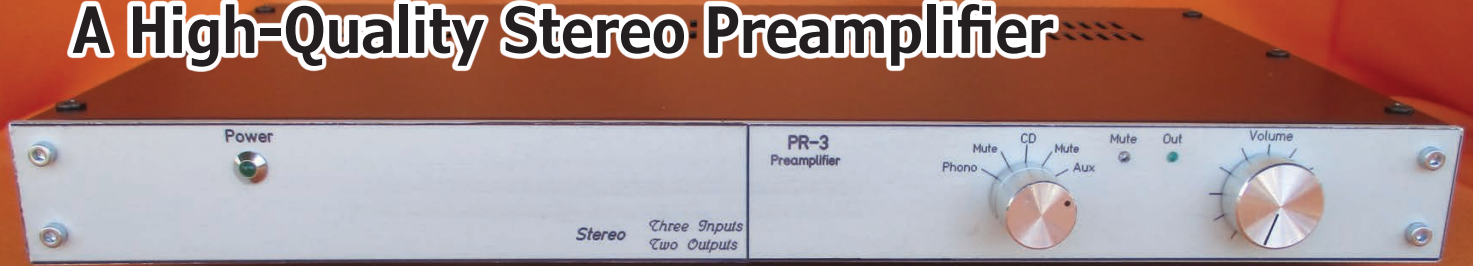 A High-Quality Stereo Preamplifier
Power
PR-3
Preamplifier
Stereo
Three Inputs
Two Outputs
Phono
Mute
CD
Mute
Aux
Mute
Out
Volume